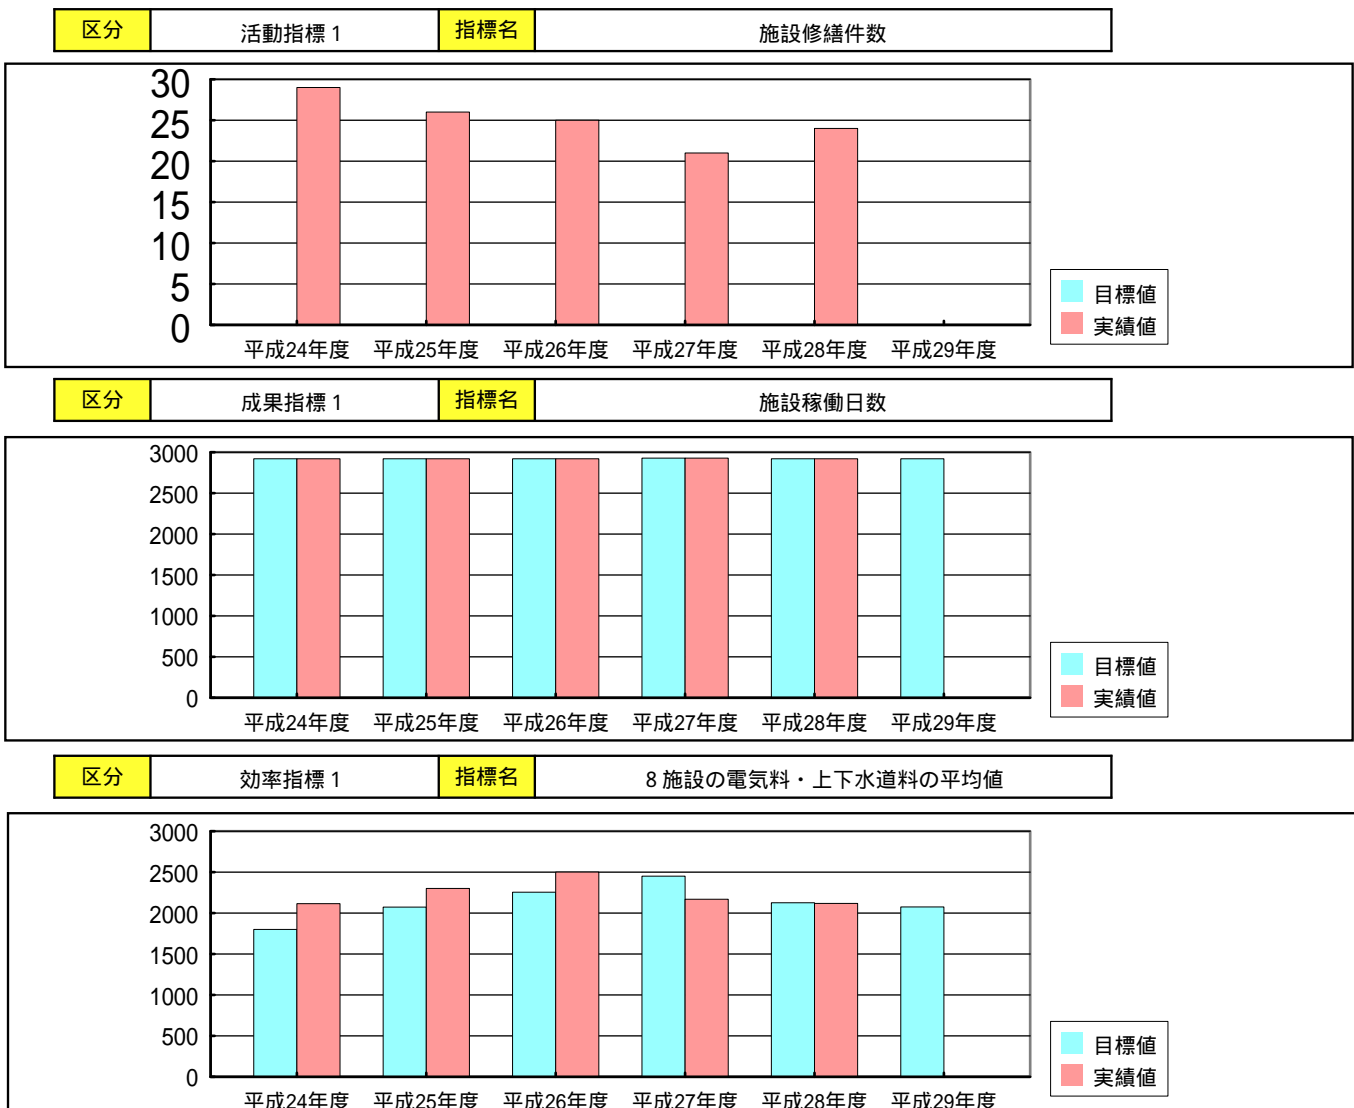 区分 活動指標１ 指標名 施設修繕件数
30
25
20
15
10
5
0
平成24年度 平成25年度 平成26年度 平成27年度 平成28年度 平成29年度
目標値
実績値
区分 成果指標１ 指標名 施設稼働日数
3000
2500
2000
1500
1000
500
0
平成24年度 平成25年度 平成26年度 平成27年度 平成28年度 平成29年度
目標値
実績値
区分 効率指標１ 指標名 ８施設の電気料・上下水道料の平均値
3000
2500
2000
1500
1000
500
0
平成24年度 平成25年度 平成26年度 平成27年度 平成28年度 平成29年度
目標値
実績値